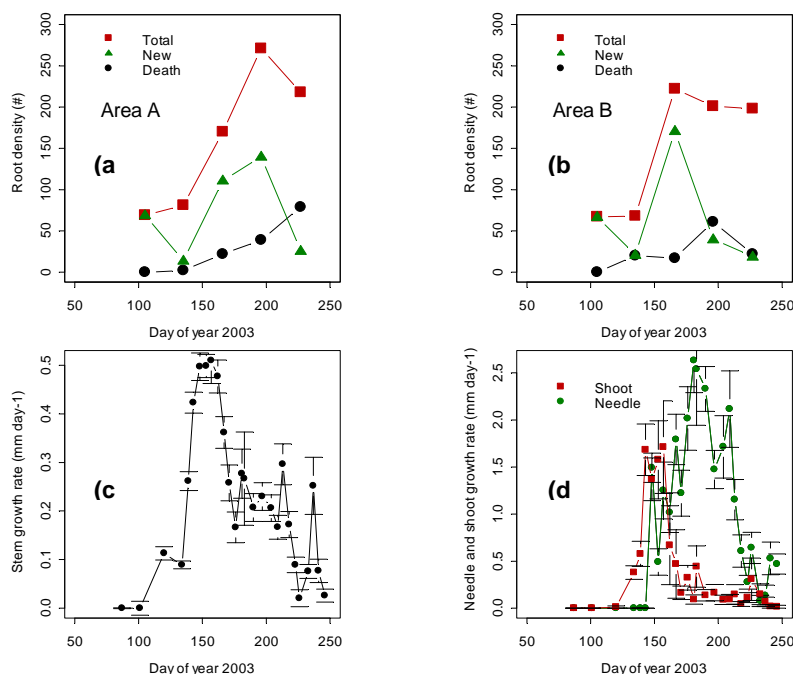 Root density (#)
0 50 100 150 200 250 300
Total
New
Death
Area A
(a
50 100 150 200 250
Day of year 2003
Root density (#)
0 50 100 150 200 250 300
Total
New
Death
Area B
(b
50 100 150 200 250
Day of year 2003
Stem growth rate (mm day-1)
0.0 0.1 0.2 0.3 0.4 0.5
(c
50 100 150 200 250
Day of year 2003
Needle and shoot growth rate (mm day-1)
0.0 0.5 1.0 1.5 2.0 2.5
Shoot
Needle
(d
50 100 150 200 250
Day of year 2003